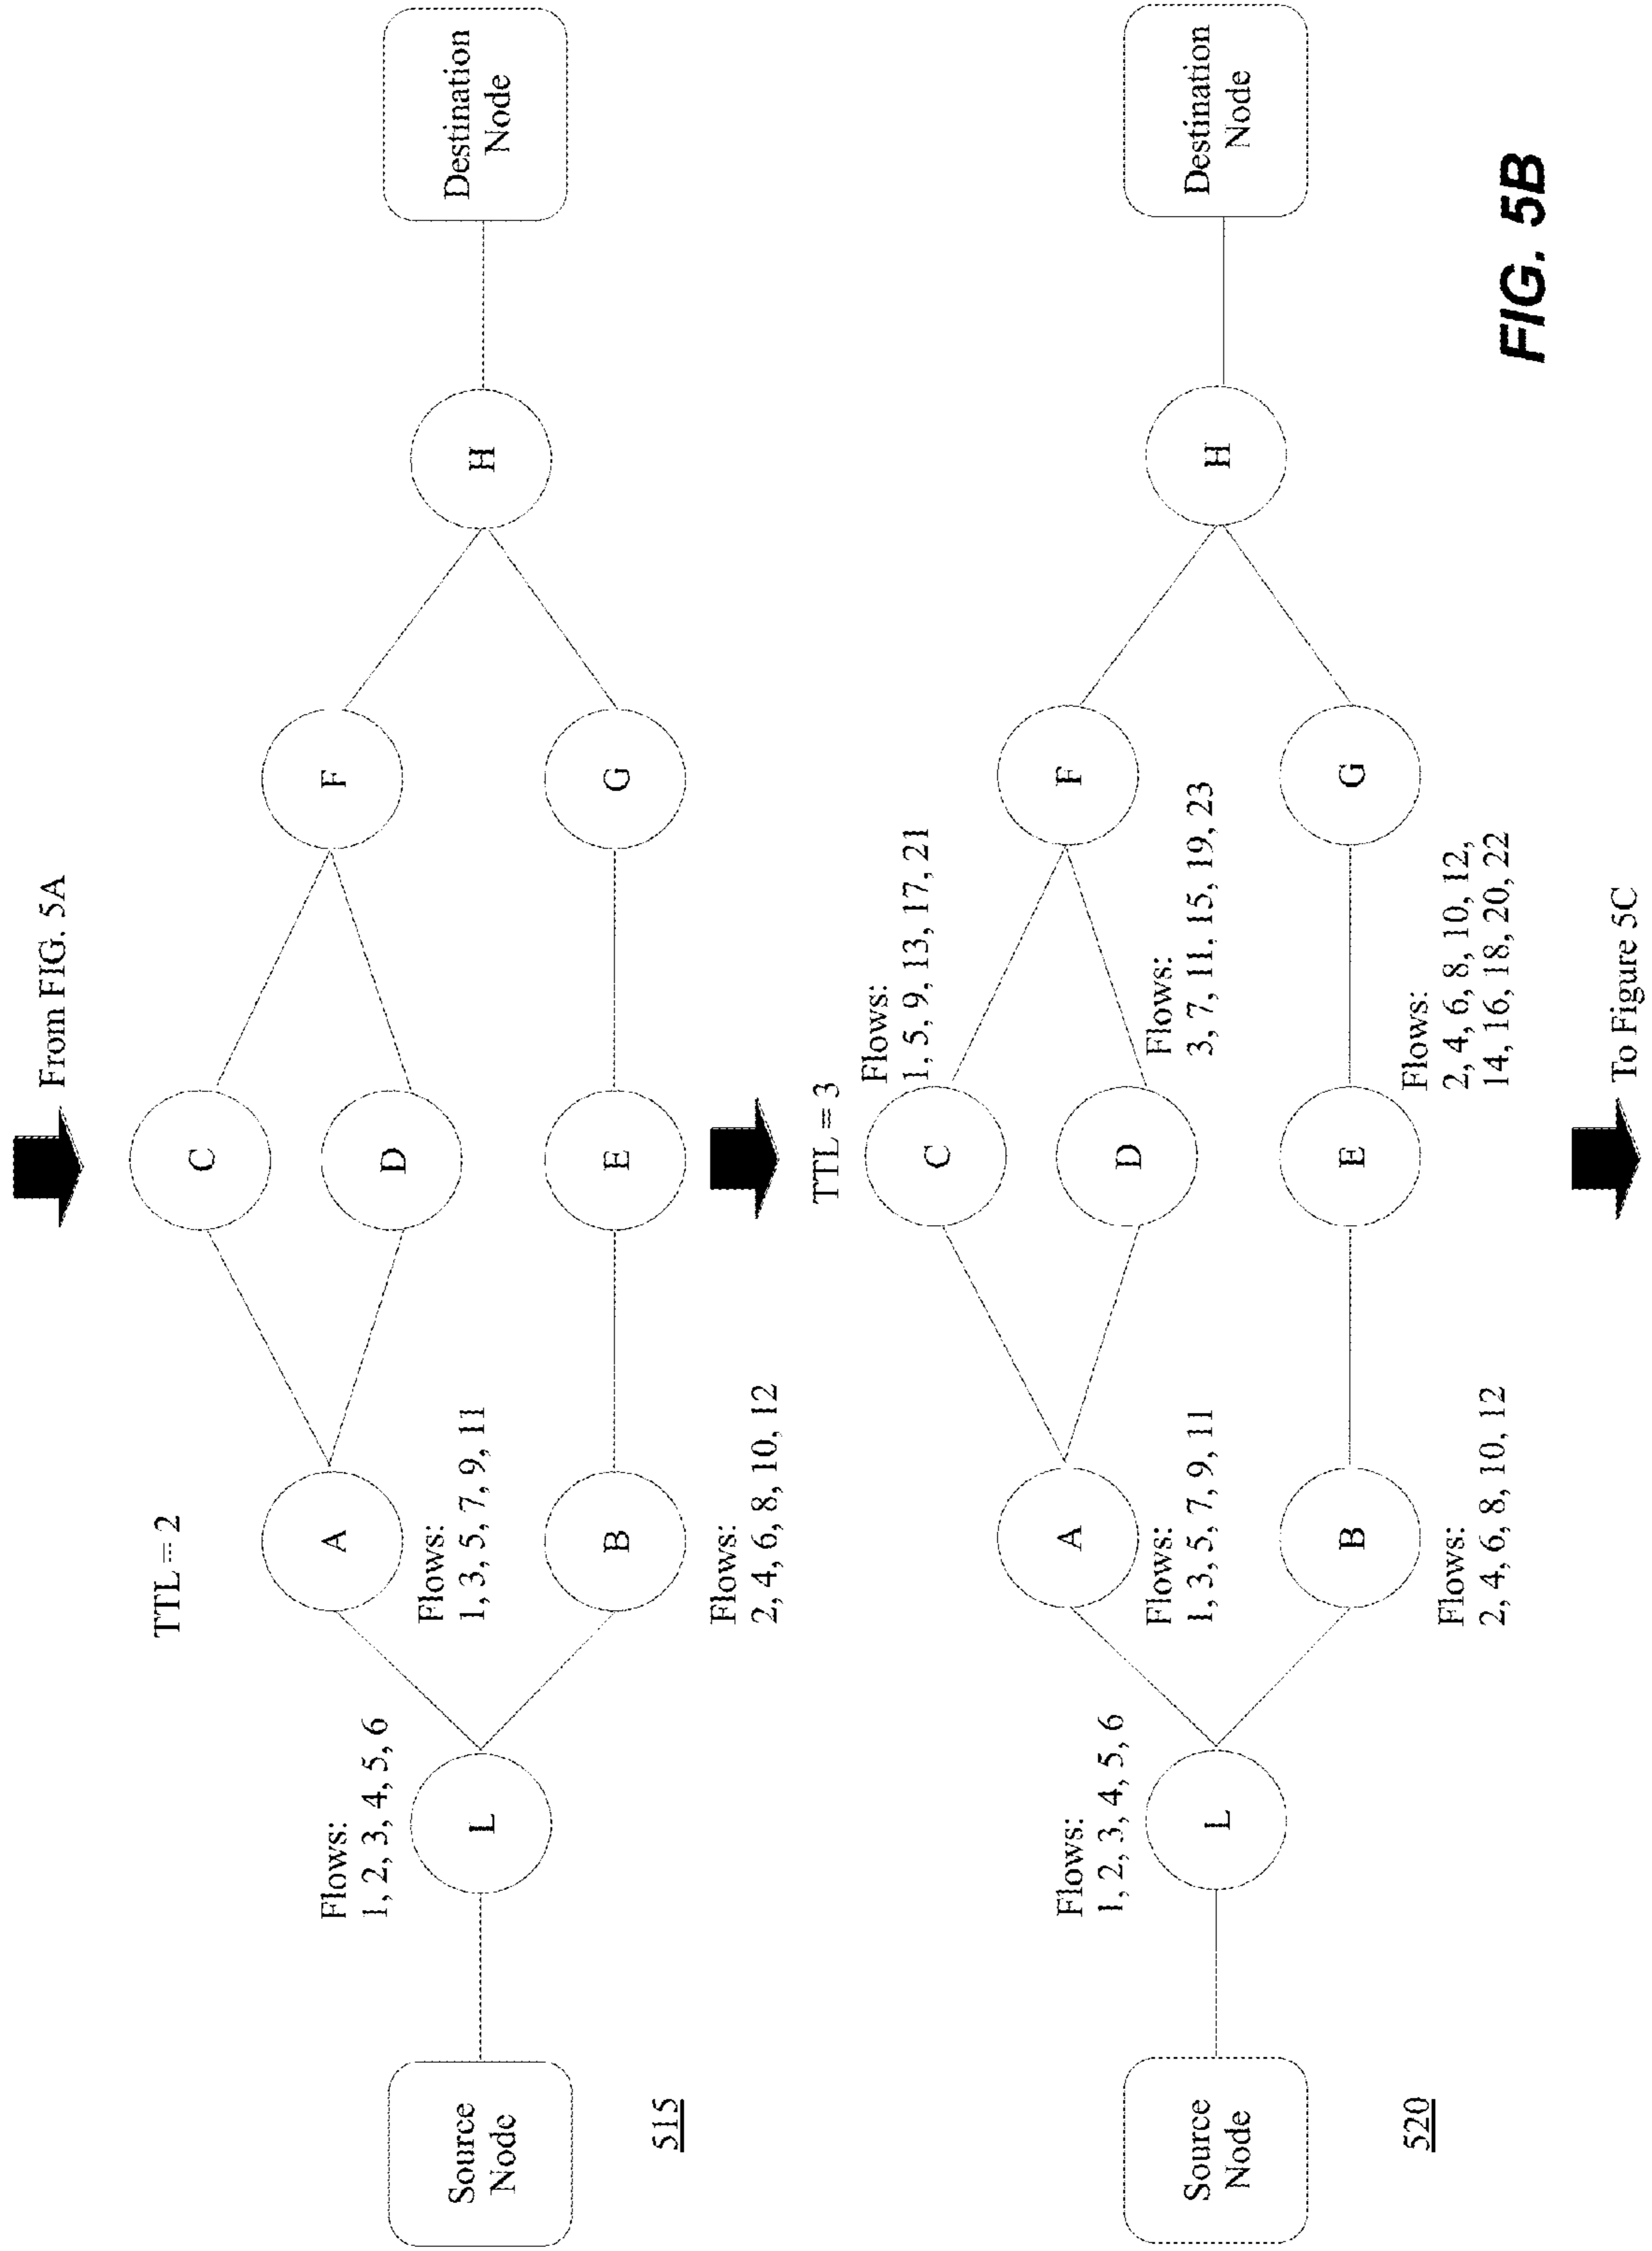 From FIG. 5A
TTL = 2
Flows:
1, 2, 3, 4, 5, 6
Source
Node
L
A
Flows:
1, 3, 5, 7, 9, 11
B
Flows:
2, 4, 6, 8, 10, 12
C
D
E
F
G
H
Destination
Node
515
TTL = 3
Flows:
1, 2, 3, 4, 5, 6
Source
Node
L
A
Flows:
1, 3, 5, 7, 9, 11
B
Flows:
2, 4, 6, 8, 10, 12
C
Flows:
1, 5, 9, 13, 17, 21
D
Flows:
3, 7, 11, 15, 19, 23
E
Flows:
2, 4, 6, 8, 10, 12,
14, 16, 18, 20, 22
F
G
H
Destination
Node
520
To Figure 5C
FIG. 5B